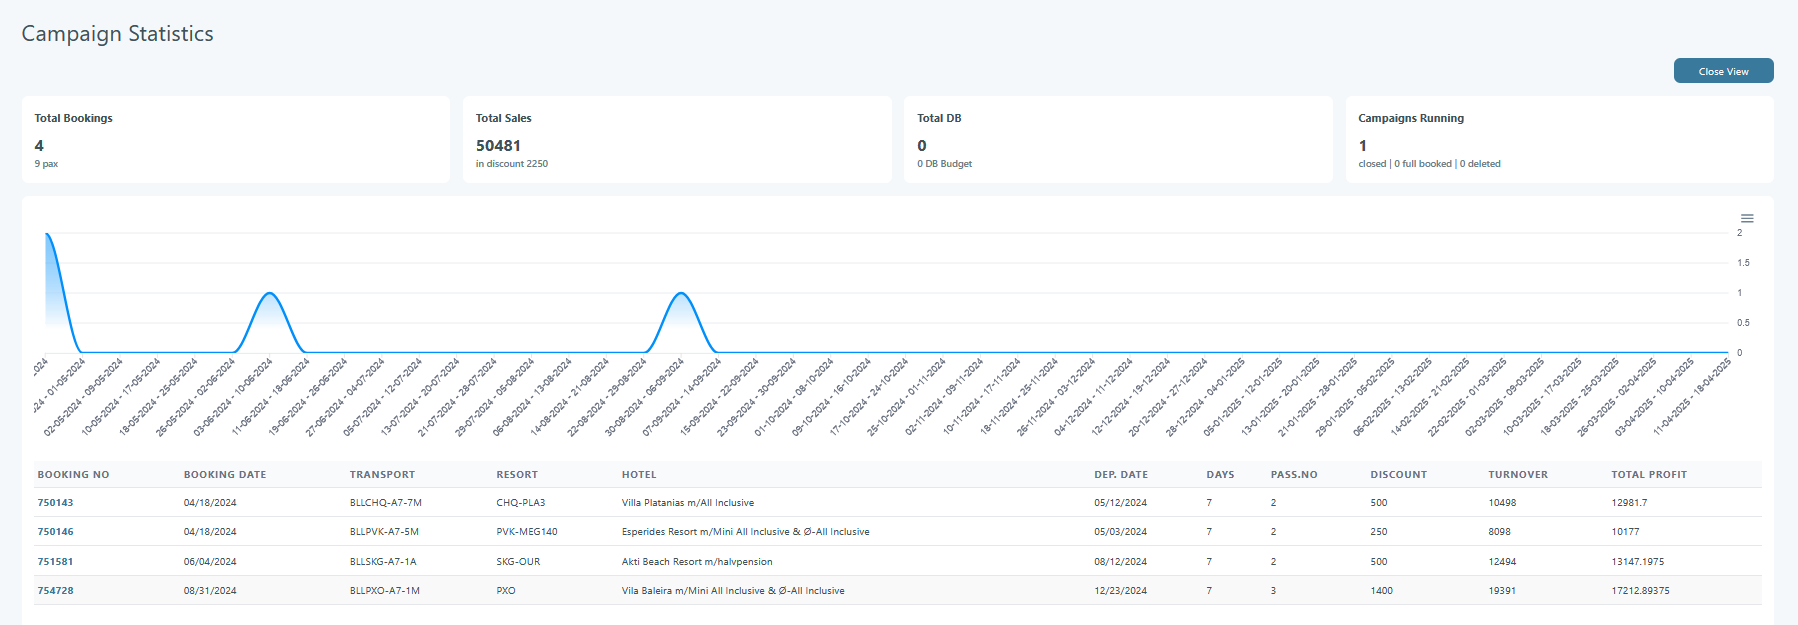 Campaign Statistics
Close View
Total Bookings
4
9 pax
Total Sales
50481
in discount 2250
Total DB
0
0 DB Budget
Campaigns Running
1
closed | 0 full booked | 0 deleted
2
1.5
1
0.5
0
2024
24 - 01-05-2024
02-05-2024 - 09-05-2024
10-05-2024 - 17-05-2024
18-05-2024 - 25-05-2024
26-05-2024 - 02-06-2024
03-06-2024 - 10-06-2024
11-06-2024 - 18-06-2024
19-06-2024 - 26-06-2024
27-06-2024 - 04-07-2024
05-07-2024 - 12-07-2024
13-07-2024 - 20-07-2024
21-07-2024 - 28-07-2024
29-07-2024 - 05-08-2024
06-08-2024 - 13-08-2024
14-08-2024 - 21-08-2024
22-08-2024 - 29-08-2024
30-08-2024 - 06-09-2024
07-09-2024 - 14-09-2024
15-09-2024 - 22-09-2024
23-09-2024 - 30-09-2024
01-10-2024 - 08-10-2024
09-10-2024 - 16-10-2024
17-10-2024 - 24-10-2024
25-10-2024 - 01-11-2024
02-11-2024 - 09-11-2024
10-11-2024 - 17-11-2024
18-11-2024 - 25-11-2024
26-11-2024 - 03-12-2024
04-12-2024 - 11-12-2024
12-12-2024 - 19-12-2024
20-12-2024 - 27-12-2024
28-12-2024 - 04-01-2025
05-01-2025 - 12-01-2025
13-01-2025 - 20-01-2025
21-01-2025 - 28-01-2025
29-01-2025 - 05-02-2025
06-02-2025 - 13-02-2025
14-02-2025 - 21-02-2025
22-02-2025 - 01-03-2025
02-03-2025 - 09-03-2025
10-03-2025 - 17-03-2025
18-03-2025 - 25-03-2025
26-03-2025 - 02-04-2025
03-04-2025 - 10-04-2025
11-04-2025 - 18-04-2025
BOOKING NO BOOKING DATE TRANSPORT RESORT HOTEL DEP. DATE DAYS PASS.NO DISCOUNT TURNOVER TOTAL PROFIT
750143 04/18/2024 BLLCHQ-A7-7M CHQ-PLA3 Villa Platanias m/All Inclusive 05/12/2024 7 2 500 10498 12981.7
750146 04/18/2024 BLLPVK-A7-5M PVK-MEG140 Esperides Resort m/Mini All Inclusive & Ø-All Inclusive 05/03/2024 7 2 250 8098 10177
751581 06/04/2024 BLLSKG-A7-1A SKG-OUR Akti Beach Resort m/halvpension 08/12/2024 7 2 500 12494 13147.1975
754728 08/31/2024 BLLPXO-A7-1M PXO Vila Baleira m/Mini All Inclusive & Ø-All Inclusive 12/23/2024 7 3 1400 19391 17212.89375